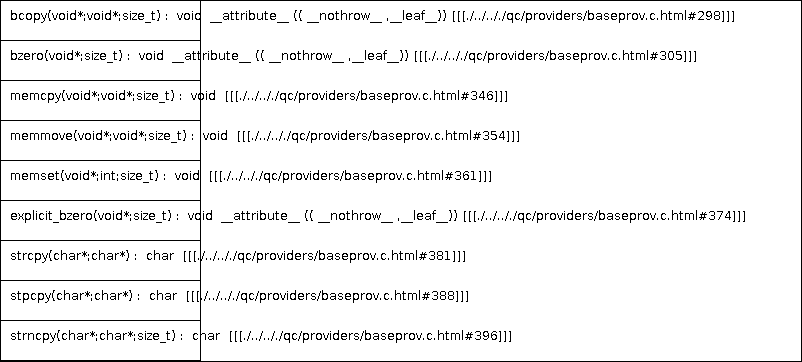 bcopy(void*;void*;size_t) : void __attribute__ (( __nothrow__ ,__leaf__)) [[[./../.././qc/providers/baseprov.c.html#298]]]
bzero(void*;size_t) : void __attribute__ (( __nothrow__ ,__leaf__)) [[[./../.././qc/providers/baseprov.c.html#305]]]
memcpy(void*;void*;size_t) : void [[[./../.././qc/providers/baseprov.c.html#346]]]
memmove(void*;void*;size_t) : void [[[./../.././qc/providers/baseprov.c.html#354]]]
memset(void*;int;size_t) : void [[[./../.././qc/providers/baseprov.c.html#361]]]
explicit_bzero(void*;size_t) : void __attribute__ (( __nothrow__ ,__leaf__)) [[[./../.././qc/providers/baseprov.c.html#374]]]
strcpy(char*;char*) : char [[[./../.././qc/providers/baseprov.c.html#381]]]
stpcpy(char*;char*) : char [[[./../.././qc/providers/baseprov.c.html#388]]]
strncpy(char*;char*;size_t) : char [[[./../.././qc/providers/baseprov.c.html#396]]]